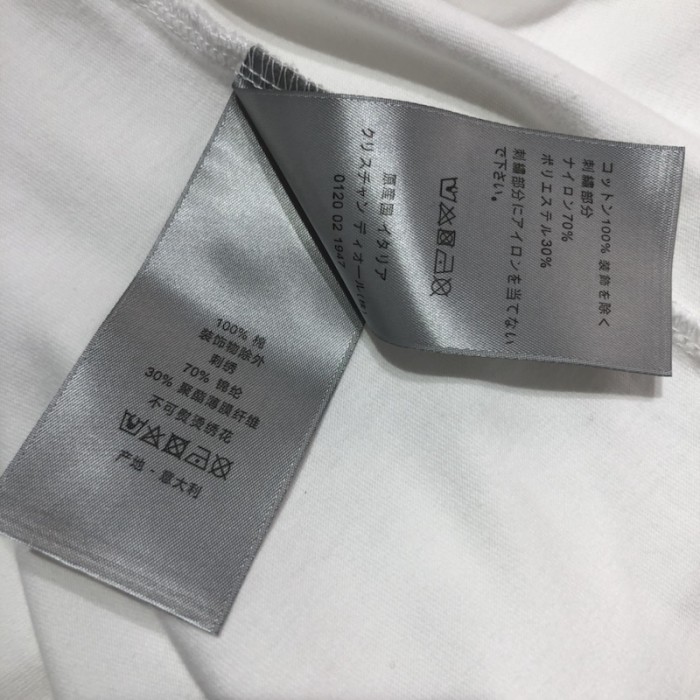 100% 棉
装饰物除外
刺绣
70% 锦纶
30% 聚酯薄膜纤维
不可熨烫绣花
产地 - 意大利
コットン100% 装飾を除く
刺繍部分
ナイロン70%
ポリエステル30%
刺繍部分にアイロンを当てない
で下さい。
原産国 イタリア
クリスチャン ディオール(株)
0120 02 1947